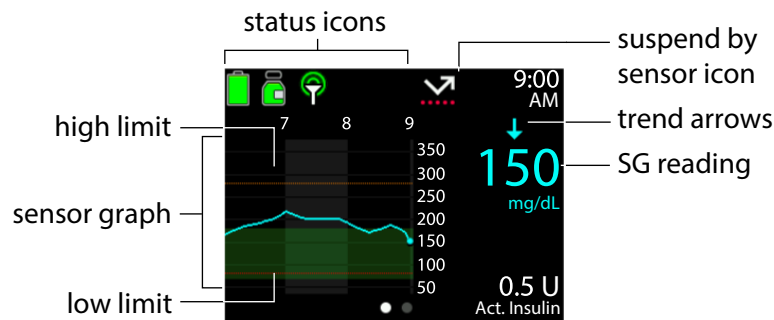 status icons
suspend by
sensor icon
9:00
AM
7 8 9
high limit
trend arrows
350
300
250
200
150
100
50
150
mg/dL
SG reading
sensor graph
low limit
0.5 U
Act. Insulin